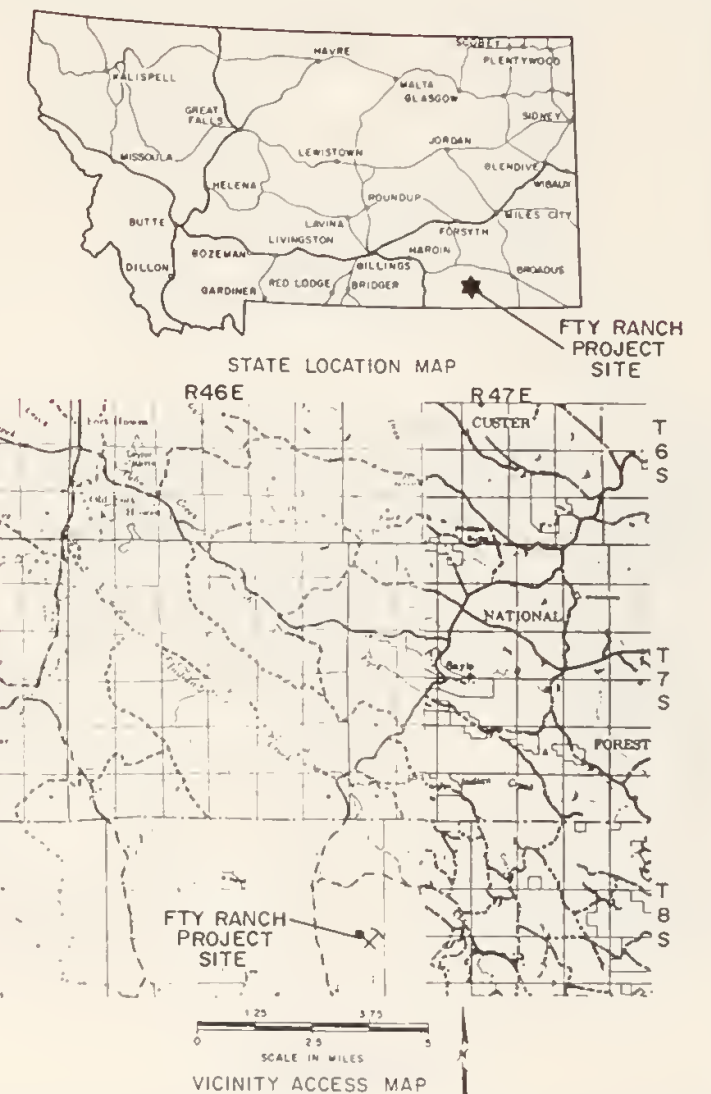 SCOBEY
HAVRE
PLENTYWOOD
KALISPELL
MALTA
GLASGOW
GREAT
FALLS
SIDNEY
JORDAN
LEWISTOWN
MISSOULA
GLENDIVE
WIBAUX
HELENA
ROUNDUP
MILES CITY
LAVINA
BUTTE
FORSYTH
LIVINGSTON
HARDIN
BOZEMAN
BILLINGS
DILLON
BROADUS
RED LODGE
BRIDGER
GARDINER
FTY RANCH
PROJECT
SITE
STATE LOCATION MAP
R46E
R47E
CUSTER
T
6
S
NATIONAL
T
7
S
FOREST
FTY RANCH
PROJECT
SITE
T
8
S
1.25
3.75
0
2.5
5
SCALE IN MILES
N
VICINITY ACCESS MAP